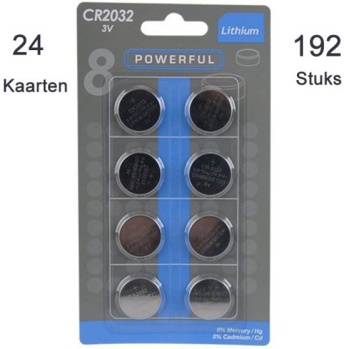 CR2032
3V
Lithium
24
Kaarten
192
Stuks
8
POWERFUL
0% Mercury / Hg
0% Cadmium / Cd